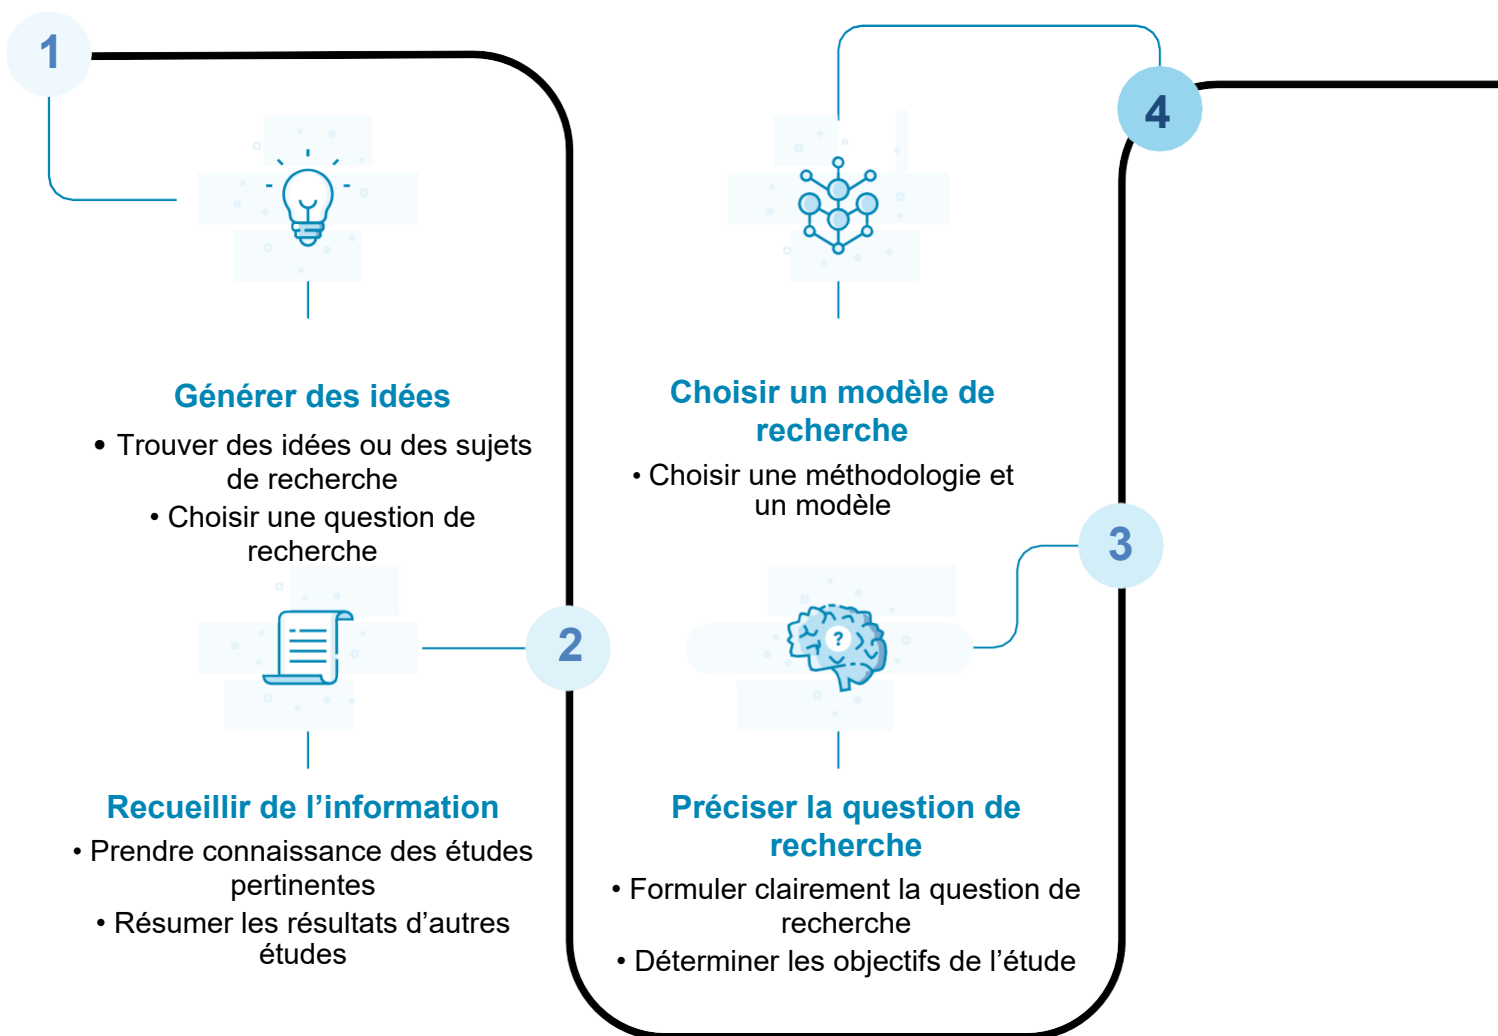 1
Générer des idées
• Trouver des idées ou des sujets
de recherche
• Choisir une question de
recherche
2
Recueillir de l’information
• Prendre connaissance des études
pertinentes
• Résumer les résultats d’autres
études
3
?
Préciser la question de
recherche
• Formuler clairement la question de
recherche
• Déterminer les objectifs de l’étude
4
Choisir un modèle de
recherche
• Choisir une méthodologie et
un modèle